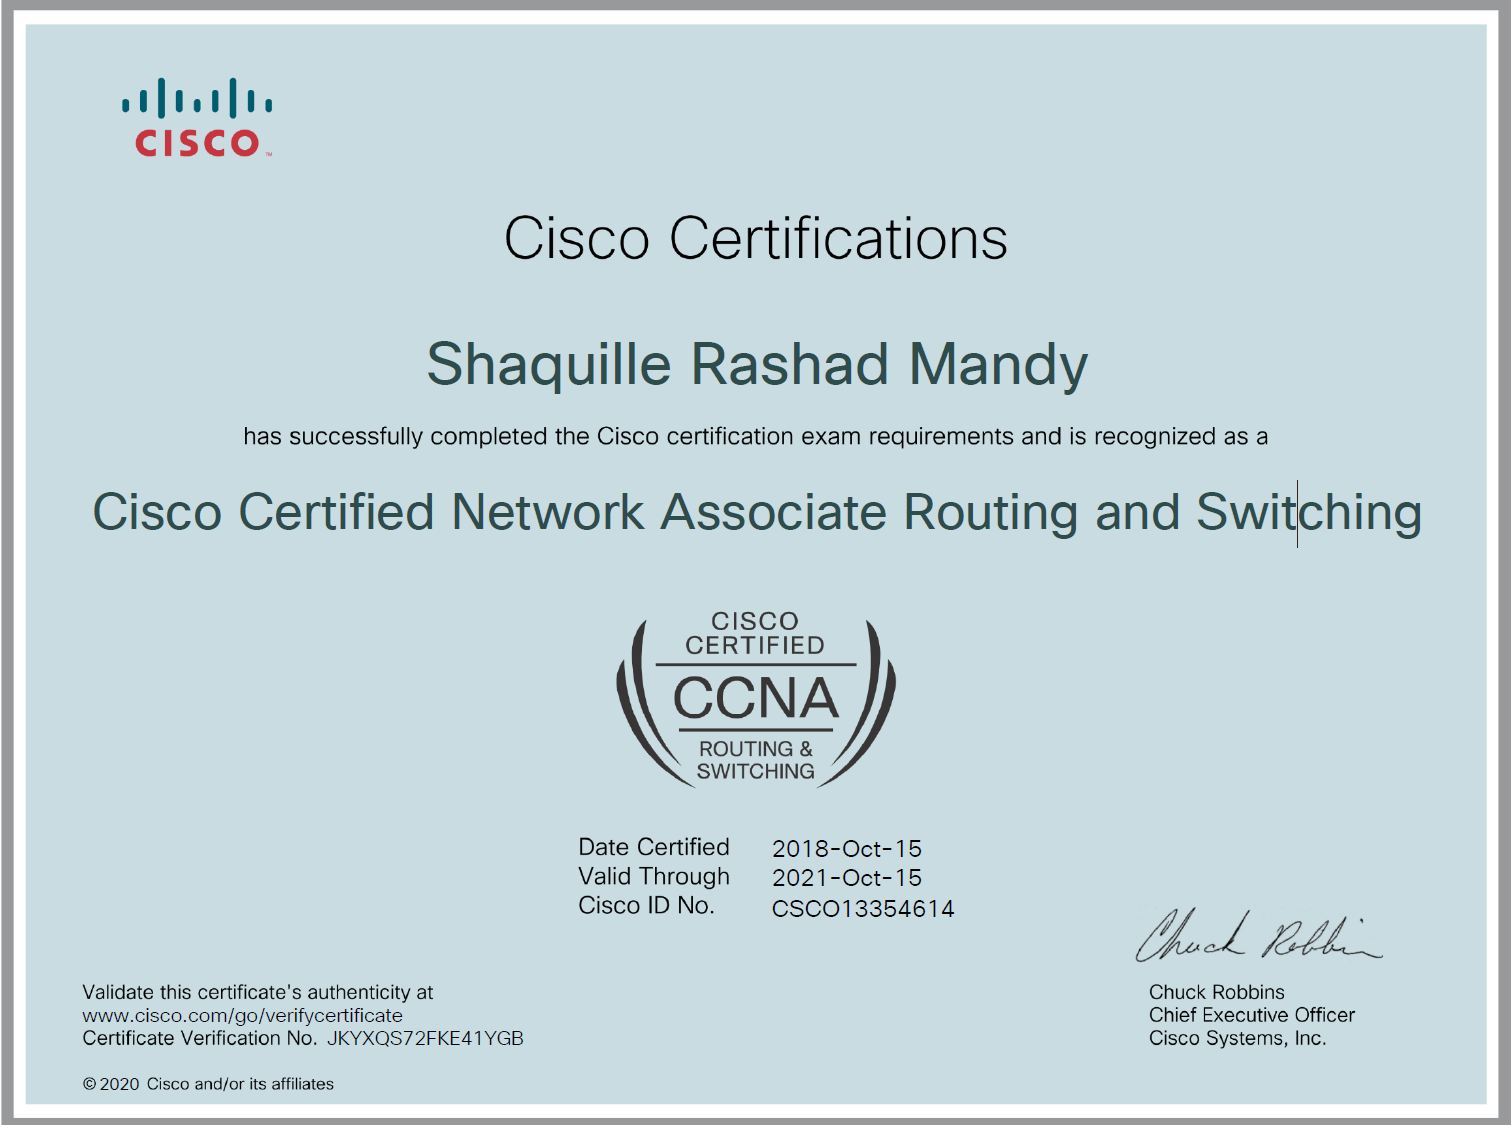 CISCO™
Cisco Certifications
Shaquille Rashad Mandy
has successfully completed the Cisco certification exam requirements and is recognized as a
Cisco Certified Network Associate Routing and Switching
CISCO
CERTIFIED
CCNA
ROUTING &
SWITCHING
Date Certified 2018-Oct-15
Valid Through 2021-Oct-15
Cisco ID No. CSCO13354614
Chuck Robbins
Validate this certificate's authenticity at
www.cisco.com/go/verifycertificate
Certificate Verification No. JKYXQS72FKE41YGB
Chuck Robbins
Chief Executive Officer
Cisco Systems, Inc.
© 2020 Cisco and/or its affiliates